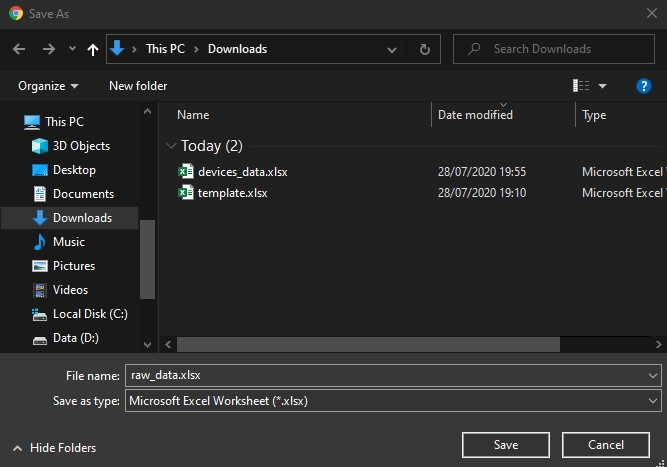 Save As
This PC > Downloads
Search Downloads
Organize
New folder
?
Name
Date modified
Type
This PC
3D Objects
Desktop
Documents
Downloads
Music
Pictures
Videos
Local Disk (C:)
Data (D:)
Today (2)
devices_data.xlsx 28/07/2020 19:55 Microsoft Excel W
template.xlsx 28/07/2020 19:10 Microsoft Excel W
File name: raw_data.xlsx
Save as type: Microsoft Excel Worksheet (*.xlsx)
Hide Folders
Save
Cancel